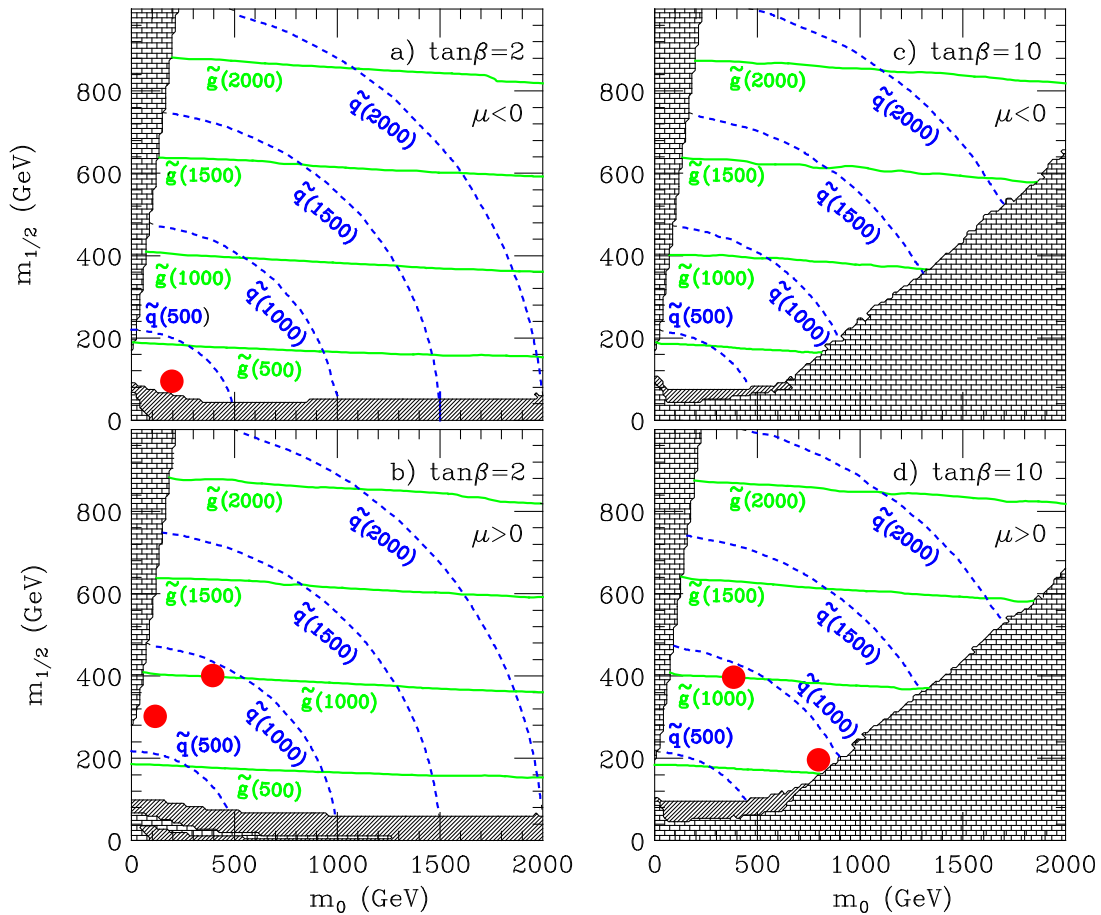 a) tanβ=2
g̃(2000)
800
q̃(2000)
μ<0
m1/2 (GeV)
600
g̃(1500)
q̃(1500)
400
g̃(1000)
q̃(1000)
q̃(500)
200
g̃(500)
0
c) tanβ=10
g̃(2000)
q̃(2000)
μ<0
g̃(1500)
q̃(1500)
g̃(1000)
q̃(1000)
q̃(500)
g̃(500)
b) tanβ=2
g̃(2000)
800
q̃(2000)
μ>0
m1/2 (GeV)
600
g̃(1500)
q̃(1500)
400
g̃(1000)
q̃(1000)
q̃(500)
200
g̃(500)
0
0 500 1000 1500 2000
m0 (GeV)
d) tanβ=10
g̃(2000)
q̃(2000)
μ>0
g̃(1500)
q̃(1500)
g̃(1000)
q̃(1000)
q̃(500)
g̃(500)
0 500 1000 1500 2000
m0 (GeV)